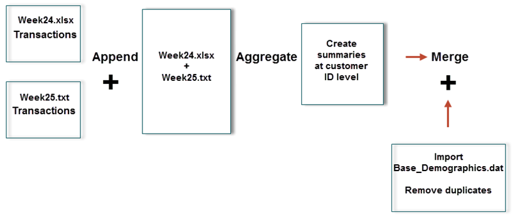 Week24.xlsx
Transactions
Week25.txt
Transactions
Append
+
Week24.xlsx
+
Week25.txt
Aggregate
Create
summaries
at customer
ID level
Merge
+
Import
Base_Demographics.dat
Remove duplicates